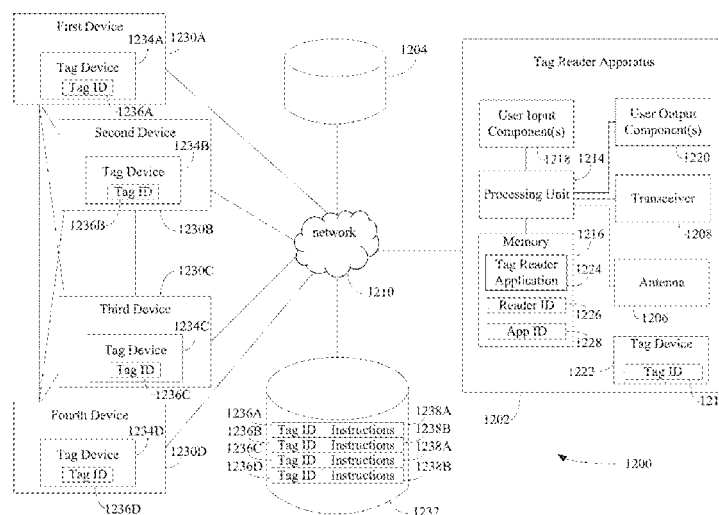 First Device
1234A
1230A
Tag Device
Tag ID
1236A
Second Device
1234B
Tag Device
Tag ID
1236B
1230B
1230C
Third Device
1234C
Tag Device
Tag ID
1236C
Fourth Device
1234D
Tag Device
1230D
Tag ID
1236D
1204
network
1210
1236A
1238A
1236B
Tag ID Instructions
1238B
1236C
Tag ID Instructions
1238A
1236D
Tag ID Instructions
1238B
Tag ID Instructions
1232
Tag Reader Apparatus
User Input
Component(s)
User Output
Component(s)
1218
1214
1220
Processing Unit
Transceiver
1216
1208
Memory
Tag Reader
Application
1224
Antenna
Reader ID
1226
1206
App ID
1228
Tag Device
1222
Tag ID
1202
1200